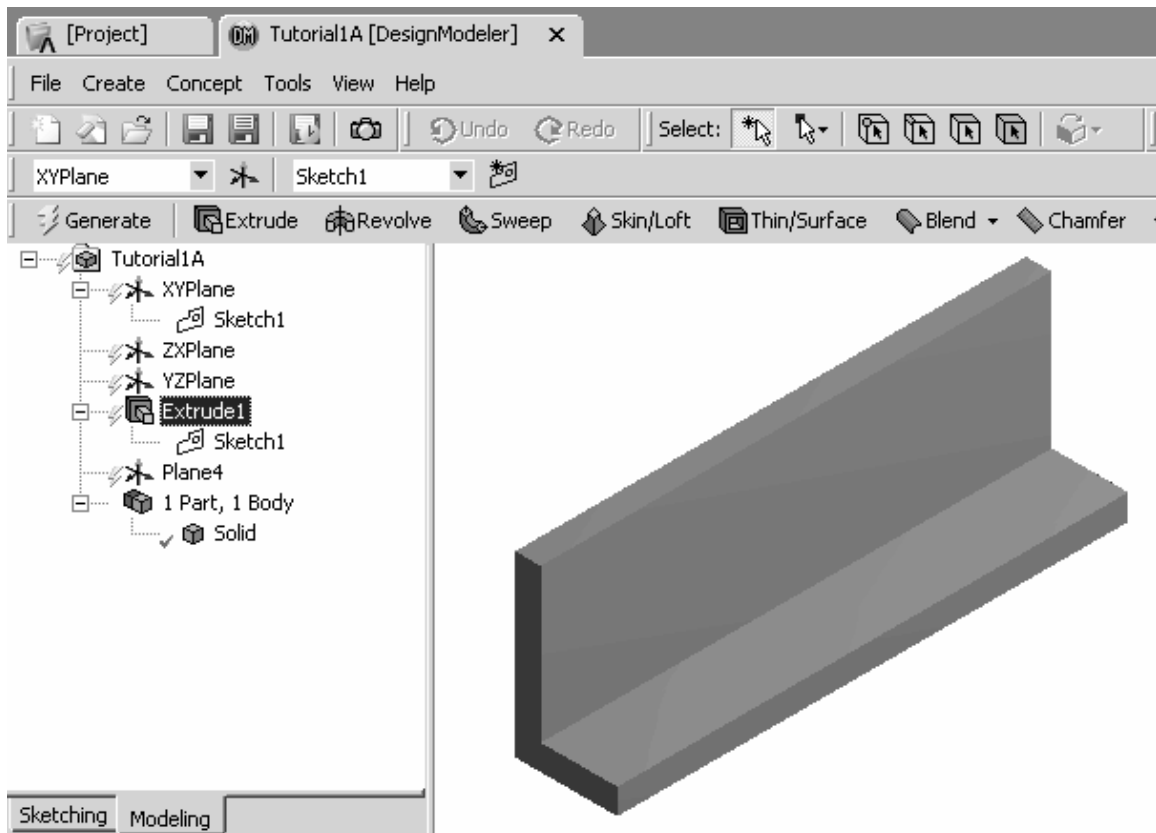 [Project] Tutorial1A [DesignModeler] x
File Create Concept Tools View Help
Undo Redo Select:
XYPlane Sketch1
Generate Extrude Revolve Sweep Skin/Loft Thin/Surface Blend Chamfer
Tutorial1A
XYPlane
Sketch1
ZXPlane
YZPlane
Extrude1
Sketch1
Plane4
1 Part, 1 Body
Solid
Sketching Modeling